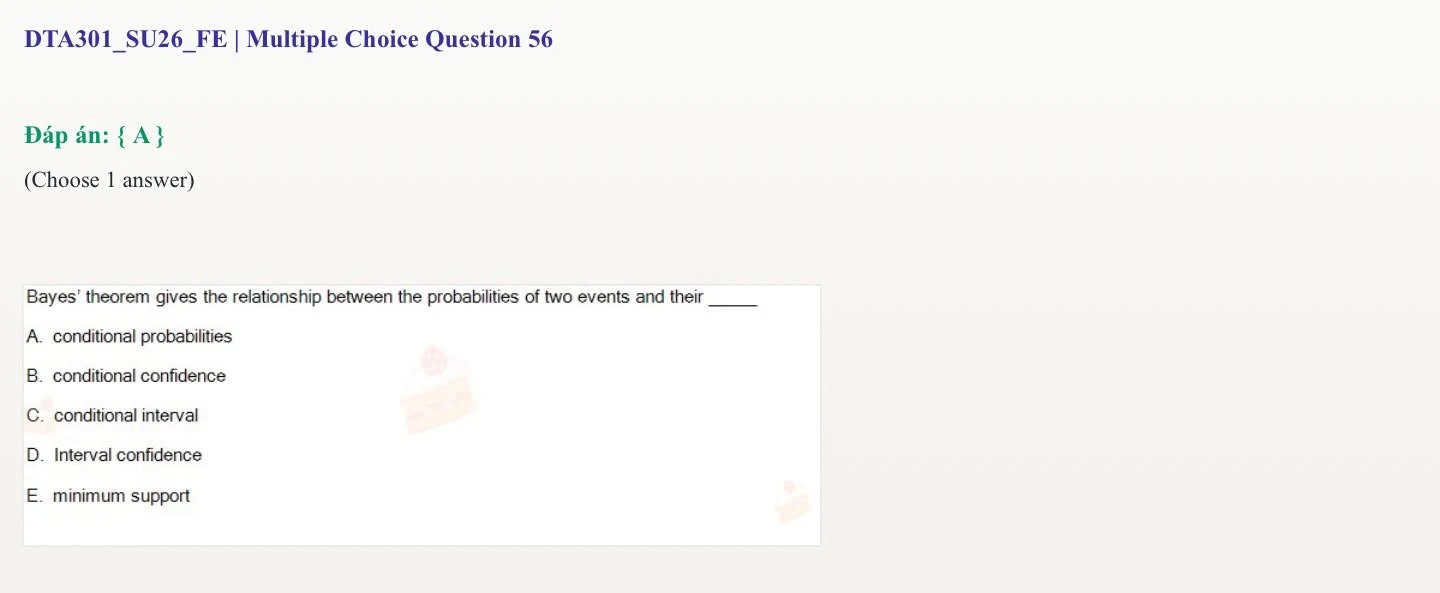 DTA301_SU26_FE | Multiple Choice Question 56
Đáp án: { A }
(Choose 1 answer)
Bayes' theorem gives the relationship between the probabilities of two events and their _____
A. conditional probabilities
B. conditional confidence
C. conditional interval
D. Interval confidence
E. minimum support